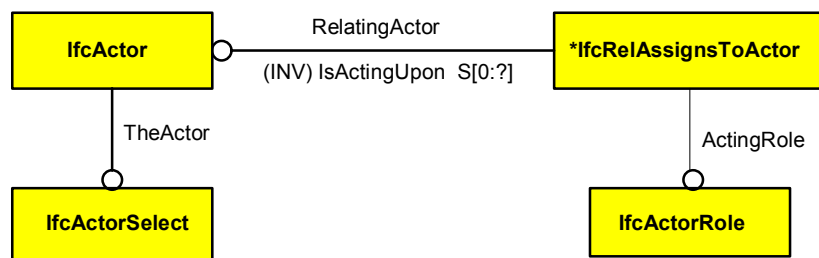 RelatingActor
IfcActor
*IfcRelAssignsToActor
(INV) IsActingUpon S[0:?]
TheActor
ActingRole
IfcActorSelect
IfcActorRole